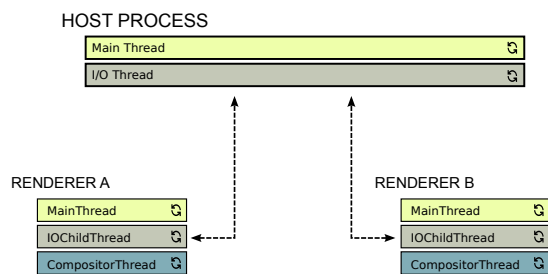 HOST PROCESS
Main Thread
I/O Thread
RENDERER A
MainThread
IOChildThread
CompositorThread
RENDERER B
MainThread
IOChildThread
CompositorThread